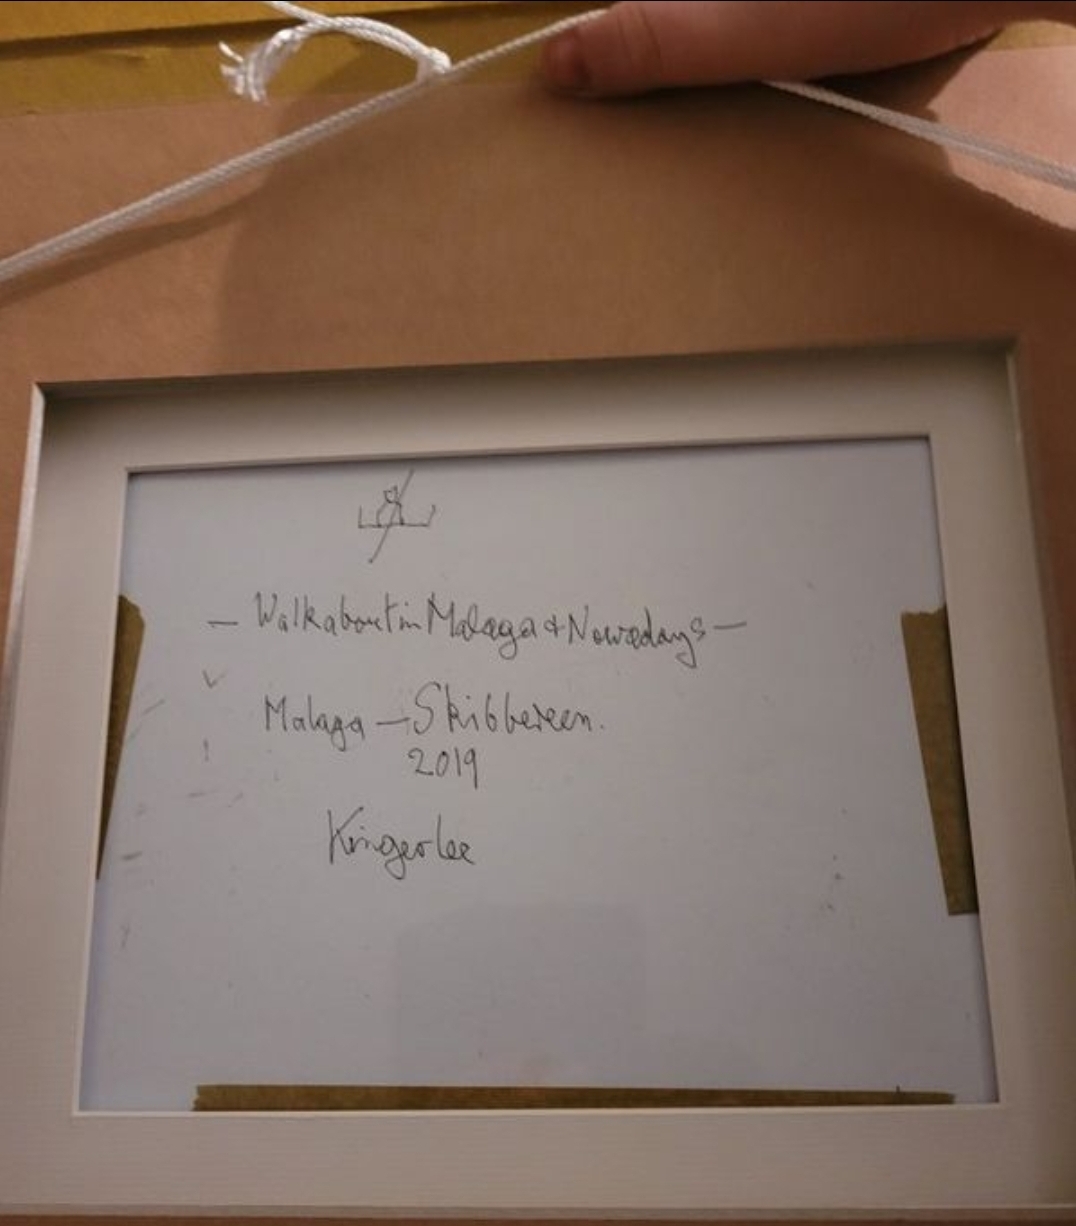 — Walkabout in Malaga & Nowadays —
Malaga — Skibbereen.
2019
Kingerlee